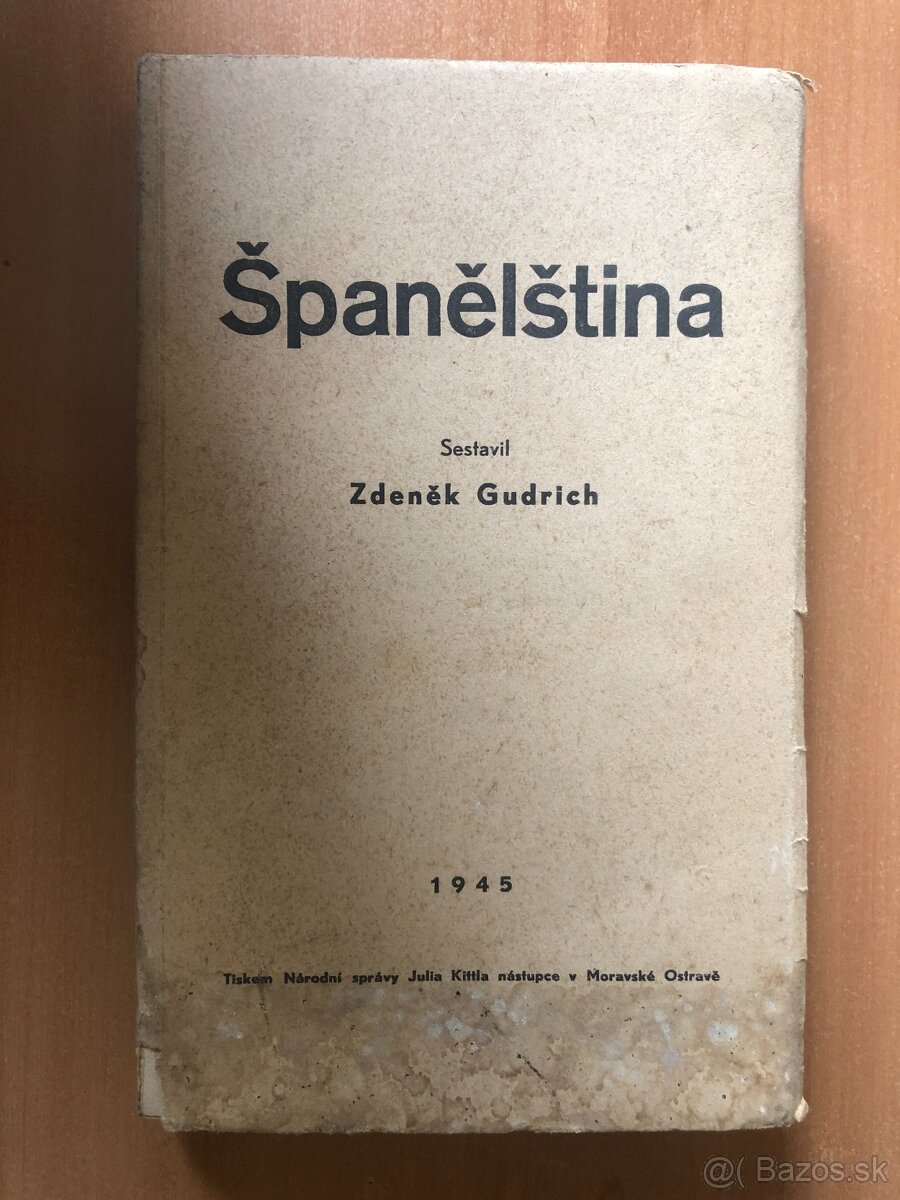 Španělština
Sestavil
Zdeněk Gudrich
1945
Tiskem Národní správy Julia Kittla nástupce v Moravské Ostravě
@( Bazos.sk